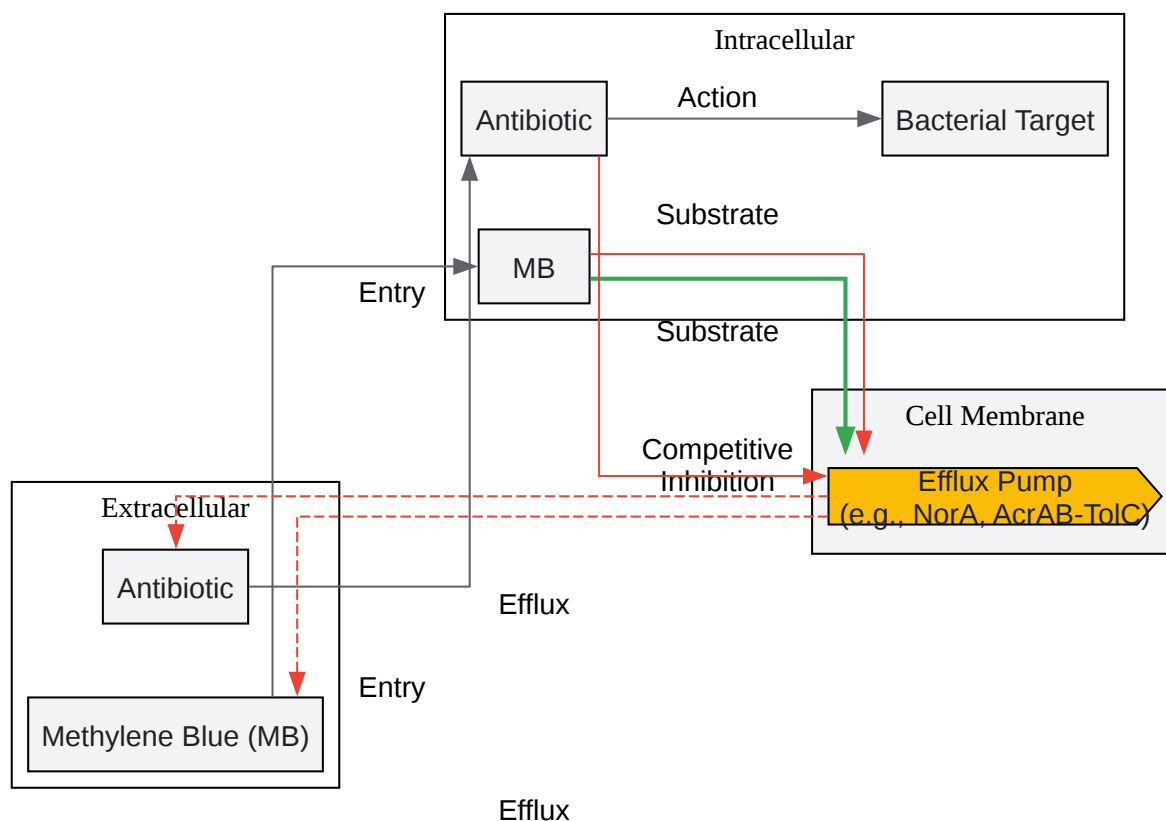 Intracellular
Action
Antibiotic
Bacterial Target
Substrate
MB
Entry
Substrate
Cell Membrane
Competitive
Inhibition
Efflux Pump
(e.g., NorA, AcrAB-TolC)
Extracellular
Antibiotic
Efflux
Entry
Methylene Blue (MB)
Efflux